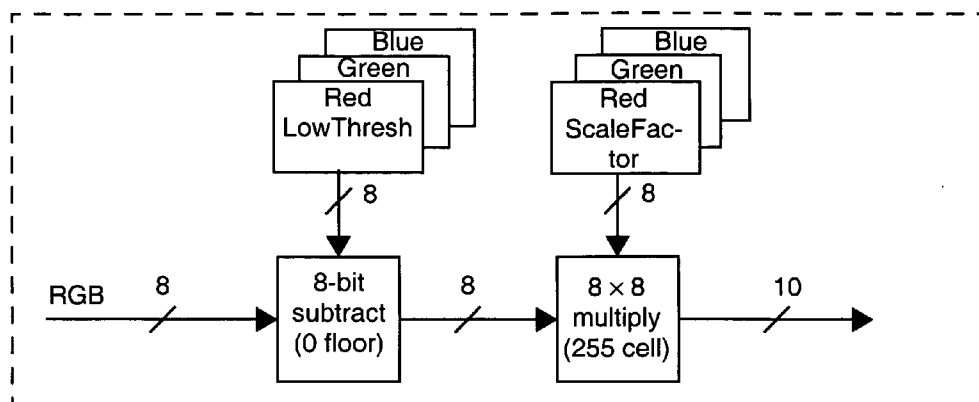 Blue
Green
Red
LowThresh
Blue
Green
Red
ScaleFac-
tor
8
8
RGB
8
8-bit
subtract
(0 floor)
8
8 × 8
multiply
(255 cell)
10